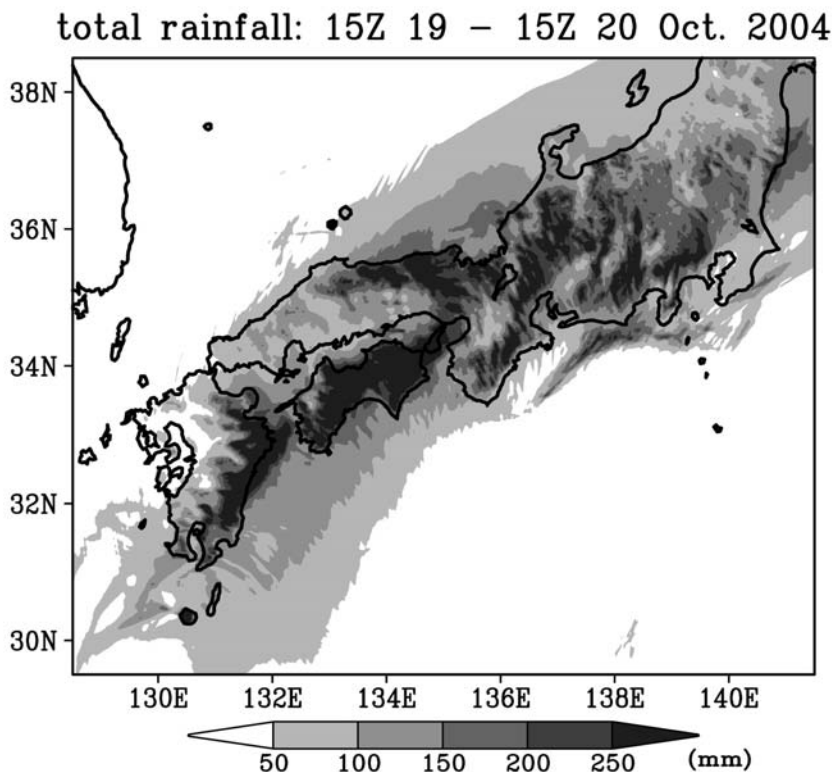 total rainfall: 15Z 19 – 15Z 20 Oct. 2004
38N
36N
34N
32N
30N
130E 132E 134E 136E 138E 140E
50 100 150 200 250 (mm)